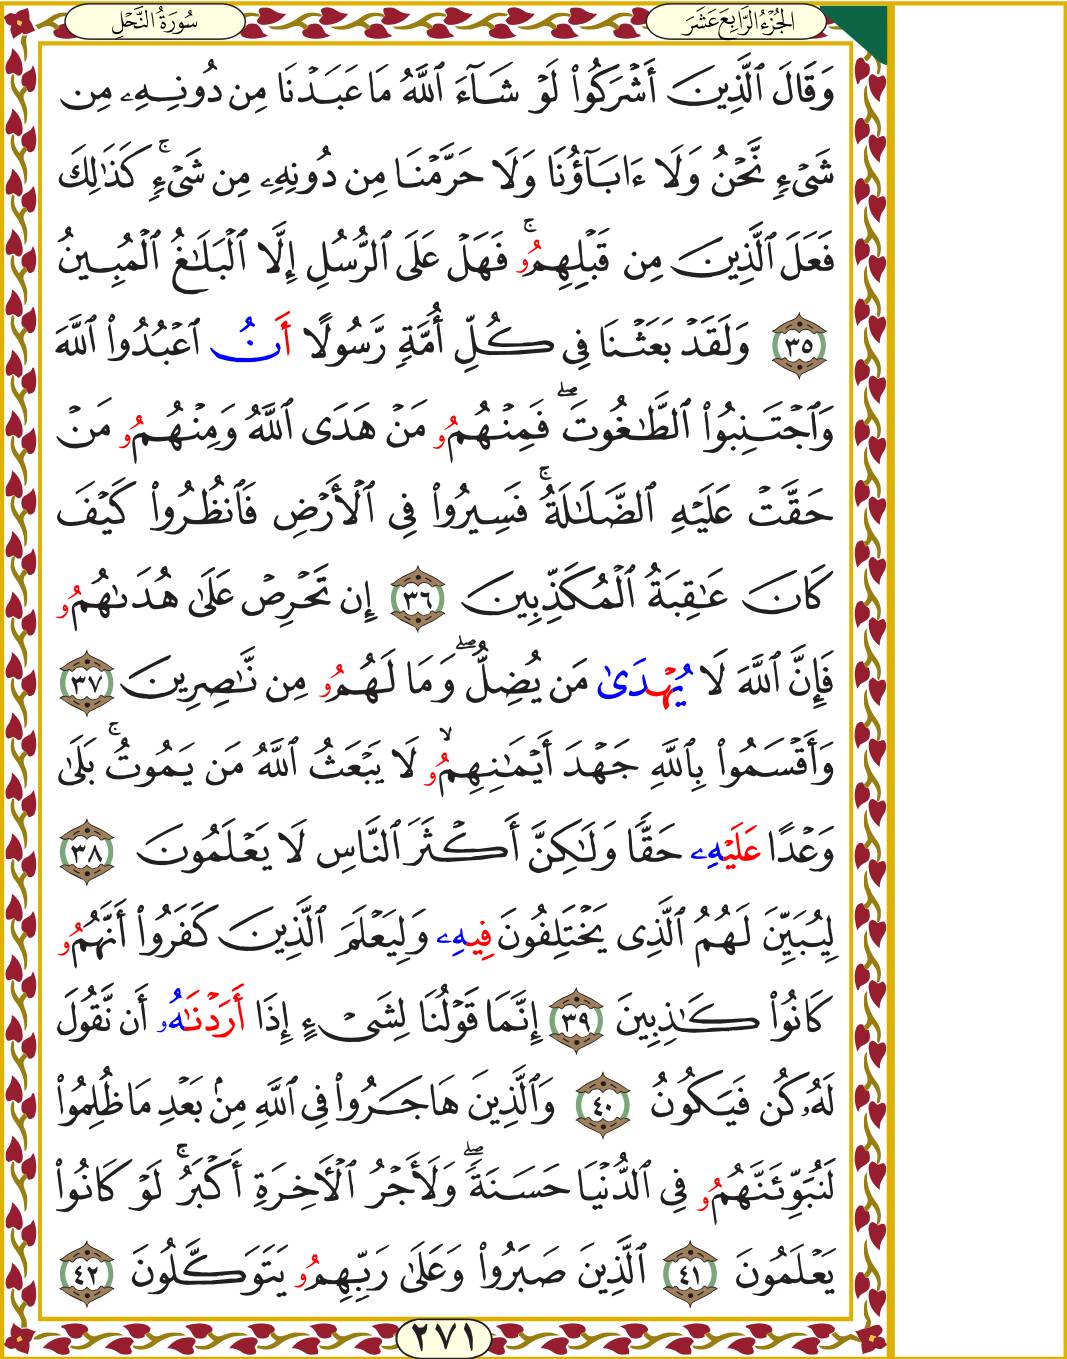 الجُزْءُ الرَّابِعَ عَشَرَ
سُورَةُ النَّحْلِ
وَقَالَ ٱلَّذِينَ أَشْرَكُوا۟ لَوْ شَآءَ ٱللَّهُ مَا عَبَدْنَا مِن دُونِهِۦ مِن
شَىْءٍ نَّحْنُ وَلَا ءَابَآؤُنَا وَلَا حَرَّمْنَا مِن دُونِهِۦ مِن شَىْءٍ ۚ كَذَٰلِكَ
فَعَلَ ٱلَّذِينَ مِن قَبْلِهِمُۥ ۚ فَهَلْ عَلَى ٱلرُّسُلِ إِلَّا ٱلْبَلَٰغُ ٱلْمُبِينُ
٣٥ وَلَقَدْ بَعَثْنَا فِى كُلِّ أُمَّةٍ رَّسُولًا أَنُ ٱعْبُدُوا۟ ٱللَّهَ
وَٱجْتَنِبُوا۟ ٱلطَّٰغُوتَ ۖ فَمِنْهُمُۥ مَنْ هَدَى ٱللَّهُ وَمِنْهُمُۥ مَنْ
حَقَّتْ عَلَيْهِ ٱلضَّلَٰلَةُ ۚ فَسِيرُوا۟ فِى ٱلْأَرْضِ فَٱنظُرُوا۟ كَيْفَ
كَانَ عَٰقِبَةُ ٱلْمُكَذِّبِينَ ٣٦ إِن تَحْرِصْ عَلَىٰ هُدَىٰهُمُۥ
فَإِنَّ ٱللَّهَ لَا يُهْدَىٰ مَن يُضِلُّ ۖ وَمَا لَهُمُۥ مِن نَّٰصِرِينَ ٣٧
وَأَقْسَمُوا۟ بِٱللَّهِ جَهْدَ أَيْمَٰنِهِمُۥ ۙ لَا يَبْعَثُ ٱللَّهُ مَن يَمُوتُ ۚ بَلَىٰ
وَعْدًا عَلَيْهِۦ حَقًّا وَلَٰكِنَّ أَكْثَرَ ٱلنَّاسِ لَا يَعْلَمُونَ ٣٨
لِيُبَيِّنَ لَهُمُ ٱلَّذِى يَخْتَلِفُونَ فِيهِۦ وَلِيَعْلَمَ ٱلَّذِينَ كَفَرُوا۟ أَنَّهُمُۥ
كَانُوا۟ كَٰذِبِينَ ٣٩ إِنَّمَا قَوْلُنَا لِشَىْءٍ إِذَا أَرَدْنَٰهُۥ أَن نَّقُولَ
لَهُۥ كُن فَيَكُونُ ٤٠ وَٱلَّذِينَ هَاجَرُوا۟ فِى ٱللَّهِ مِنۢ بَعْدِ مَا ظُلِمُوا۟
لَنُبَوِّئَنَّهُمُۥ فِى ٱلدُّنْيَا حَسَنَةً ۖ وَلَأَجْرُ ٱلْـَٔاخِرَةِ أَكْبَرُ ۚ لَوْ كَانُوا۟
يَعْلَمُونَ ٤١ ٱلَّذِينَ صَبَرُوا۟ وَعَلَىٰ رَبِّهِمُۥ يَتَوَكَّلُونَ ٤٢
٢٧١